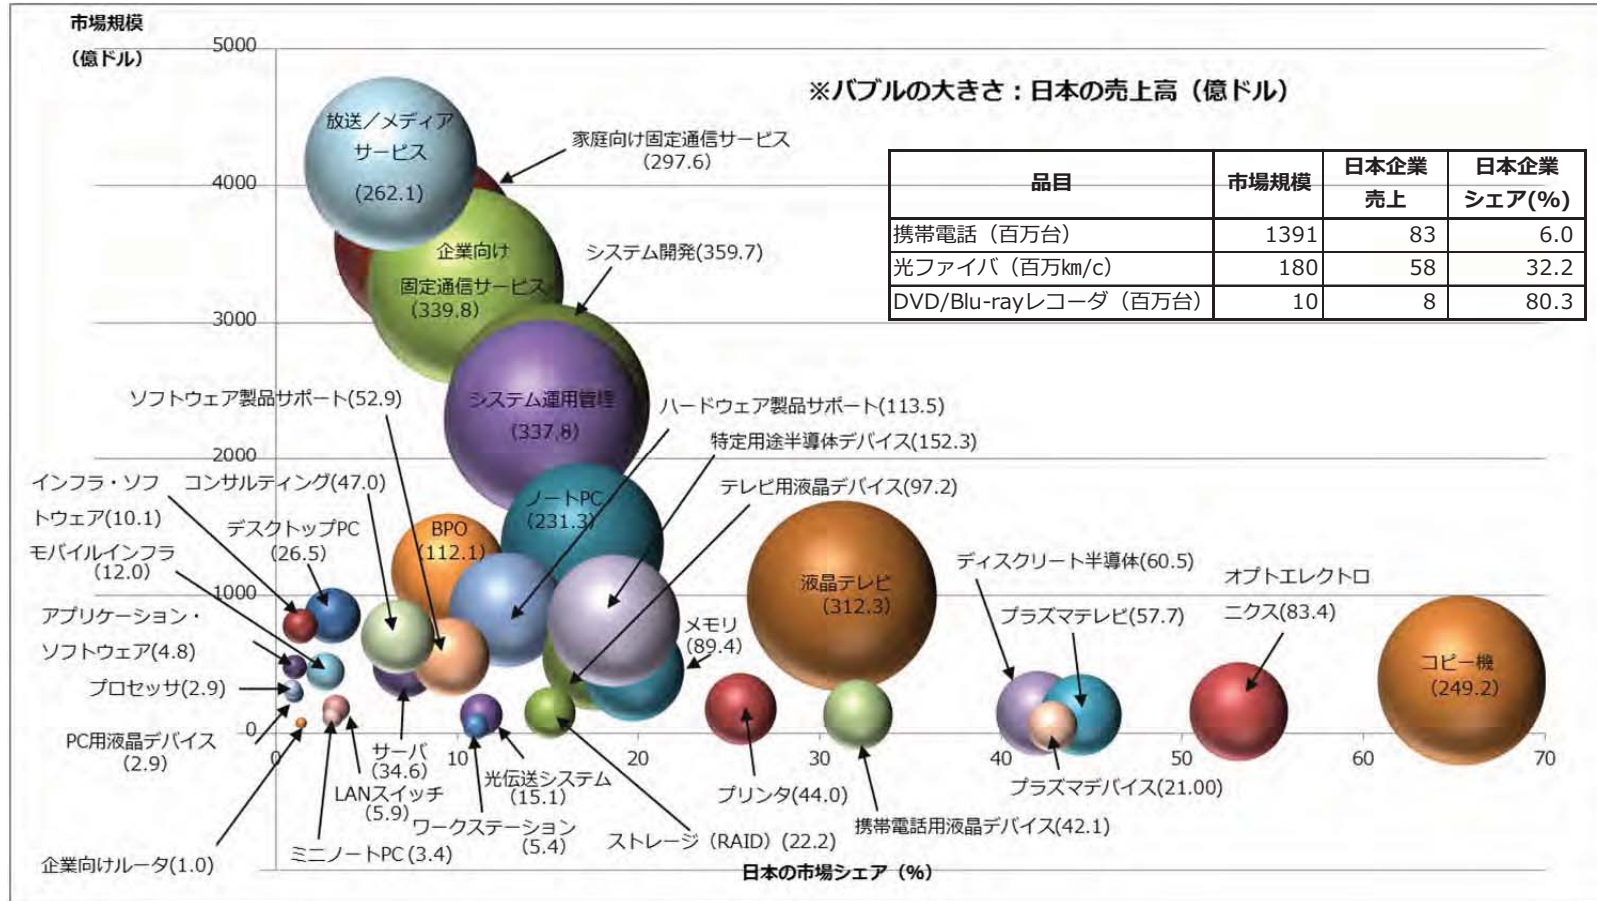 市場規模
（億ドル）
5000
4000
3000
2000
1000
0
※バブルの大きさ：日本の売上高（億ドル）
品目 市場規模 日本企業売上 日本企業シェア(%)
携帯電話（百万台） 1391 83 6.0
光ファイバ（百万㎞/c） 180 58 32.2
DVD/Blu-rayレコーダ（百万台） 10 8 80.3
放送／メディア
サービス
(262.1)
家庭向け固定通信サービス
（297.6）
企業向け
固定通信サービス
(339.8)
システム開発(359.7)
システム運用管理
(337.8)
ソフトウェア製品サポート(52.9)
ハードウェア製品サポート(113.5)
特定用途半導体デバイス(152.3)
テレビ用液晶デバイス(97.2)
インフラ・ソフ
トウェア(10.1)
コンサルティング(47.0)
デスクトップPC
（26.5）
モバイルインフラ
（12.0）
アプリケーション・
ソフトウェア(4.8)
プロセッサ(2.9)
PC用液晶デバイス
（2.9）
BPO
（112.1）
ノートPC
（231.3）
液晶テレビ
(312.3)
ディスクリート半導体(60.5)
プラズマテレビ(57.7)
オプトエレクトロ
ニクス(83.4)
メモリ
(89.4)
コピー機
(249.2)
0 10 20 30 40 50 60 70
サーバ
（34.6）
LANスイッチ
（5.9）
光伝送システム
（15.1）
ワークステーション
（5.4）
プリンタ(44.0)
プラズマデバイス(21.00)
携帯電話用液晶デバイス(42.1)
ストレージ（RAID）(22.2)
ミニノートPC (3.4)
企業向けルータ(1.0)
日本の市場シェア（%）